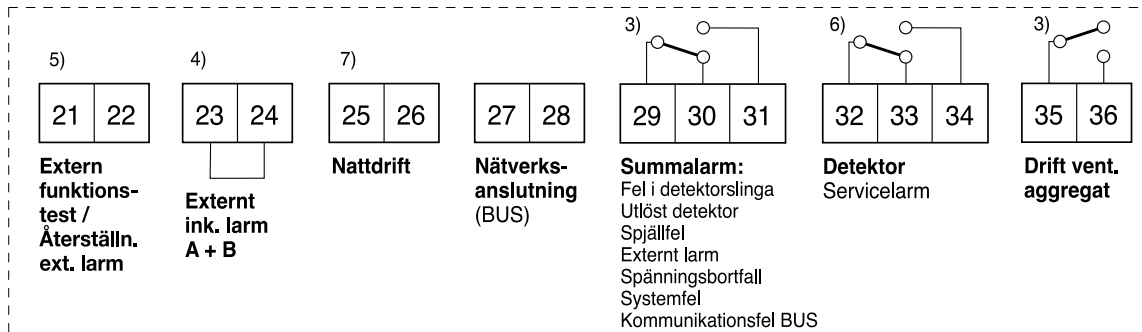 5)
21 22
Extern
funktions-
test /
Återställn.
ext. larm
4)
23 24
Externt
ink. larm
A + B
7)
25 26
Nattdrift
27 28
Nätverks-
anslutning
(BUS)
3)
29 30 31
Summalarm:
Fel i detektorslinga
Utlöst detektor
Spjällfel
Externt larm
Spänningsbortfall
Systemfel
Kommunikationsfel BUS
6)
32 33 34
Detektor
Servicelarm
3)
35 36
Drift vent.
aggregat